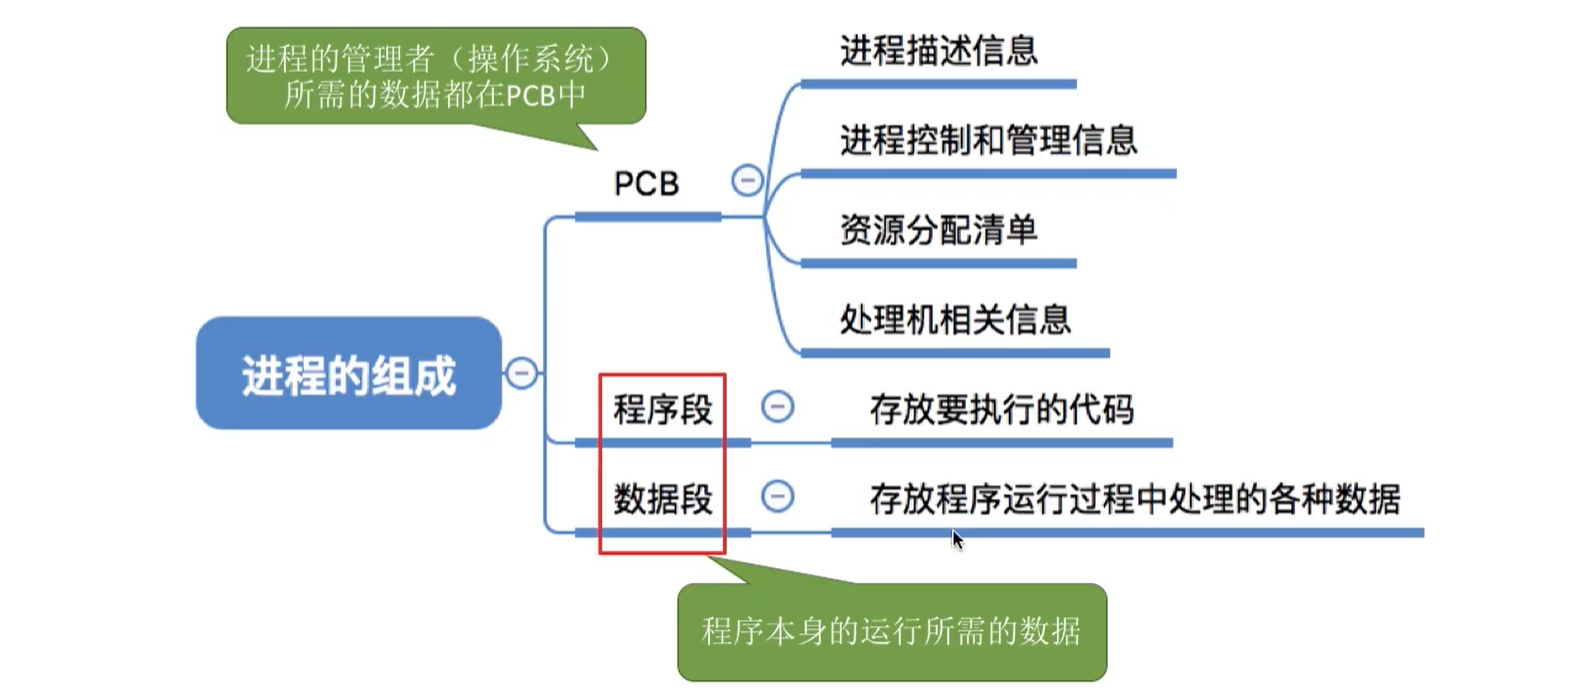 进程的管理者（操作系统）
所需的数据都在PCB中
进程描述信息
进程控制和管理信息
PCB
资源分配清单
处理机相关信息
进程的组成
程序段
存放要执行的代码
数据段
存放程序运行过程中处理的各种数据
程序本身的运行所需的数据